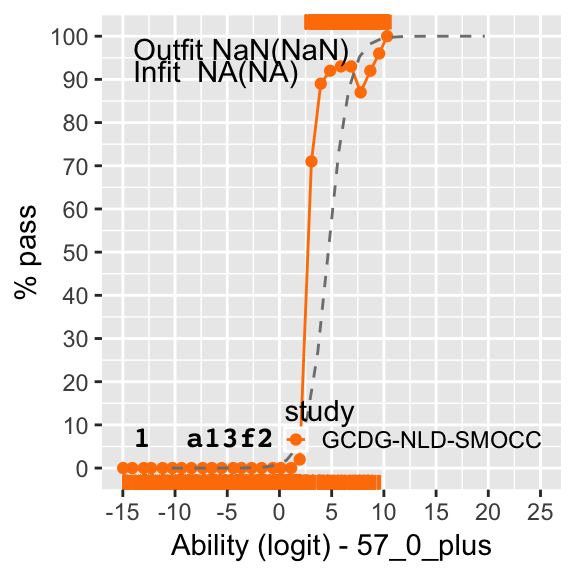 100
90
80
70
60
50
40
30
20
10
0
% pass
Outfit NaN(NaN)
Infit  NA(NA)
study
1   a13f2
GCDG-NLD-SMOCC
-15 -10 -5 0 5 10 15 20 25
Ability (logit) - 57_0_plus